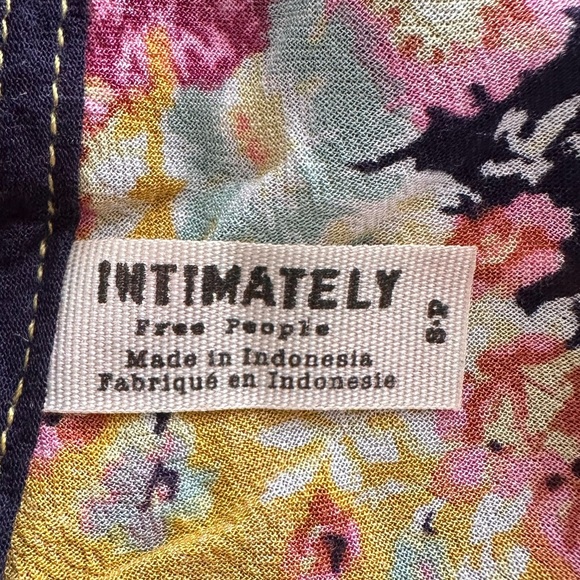 INTIMATELY
Free People
Made in Indonesia
Fabriqué en Indonesie
S·P